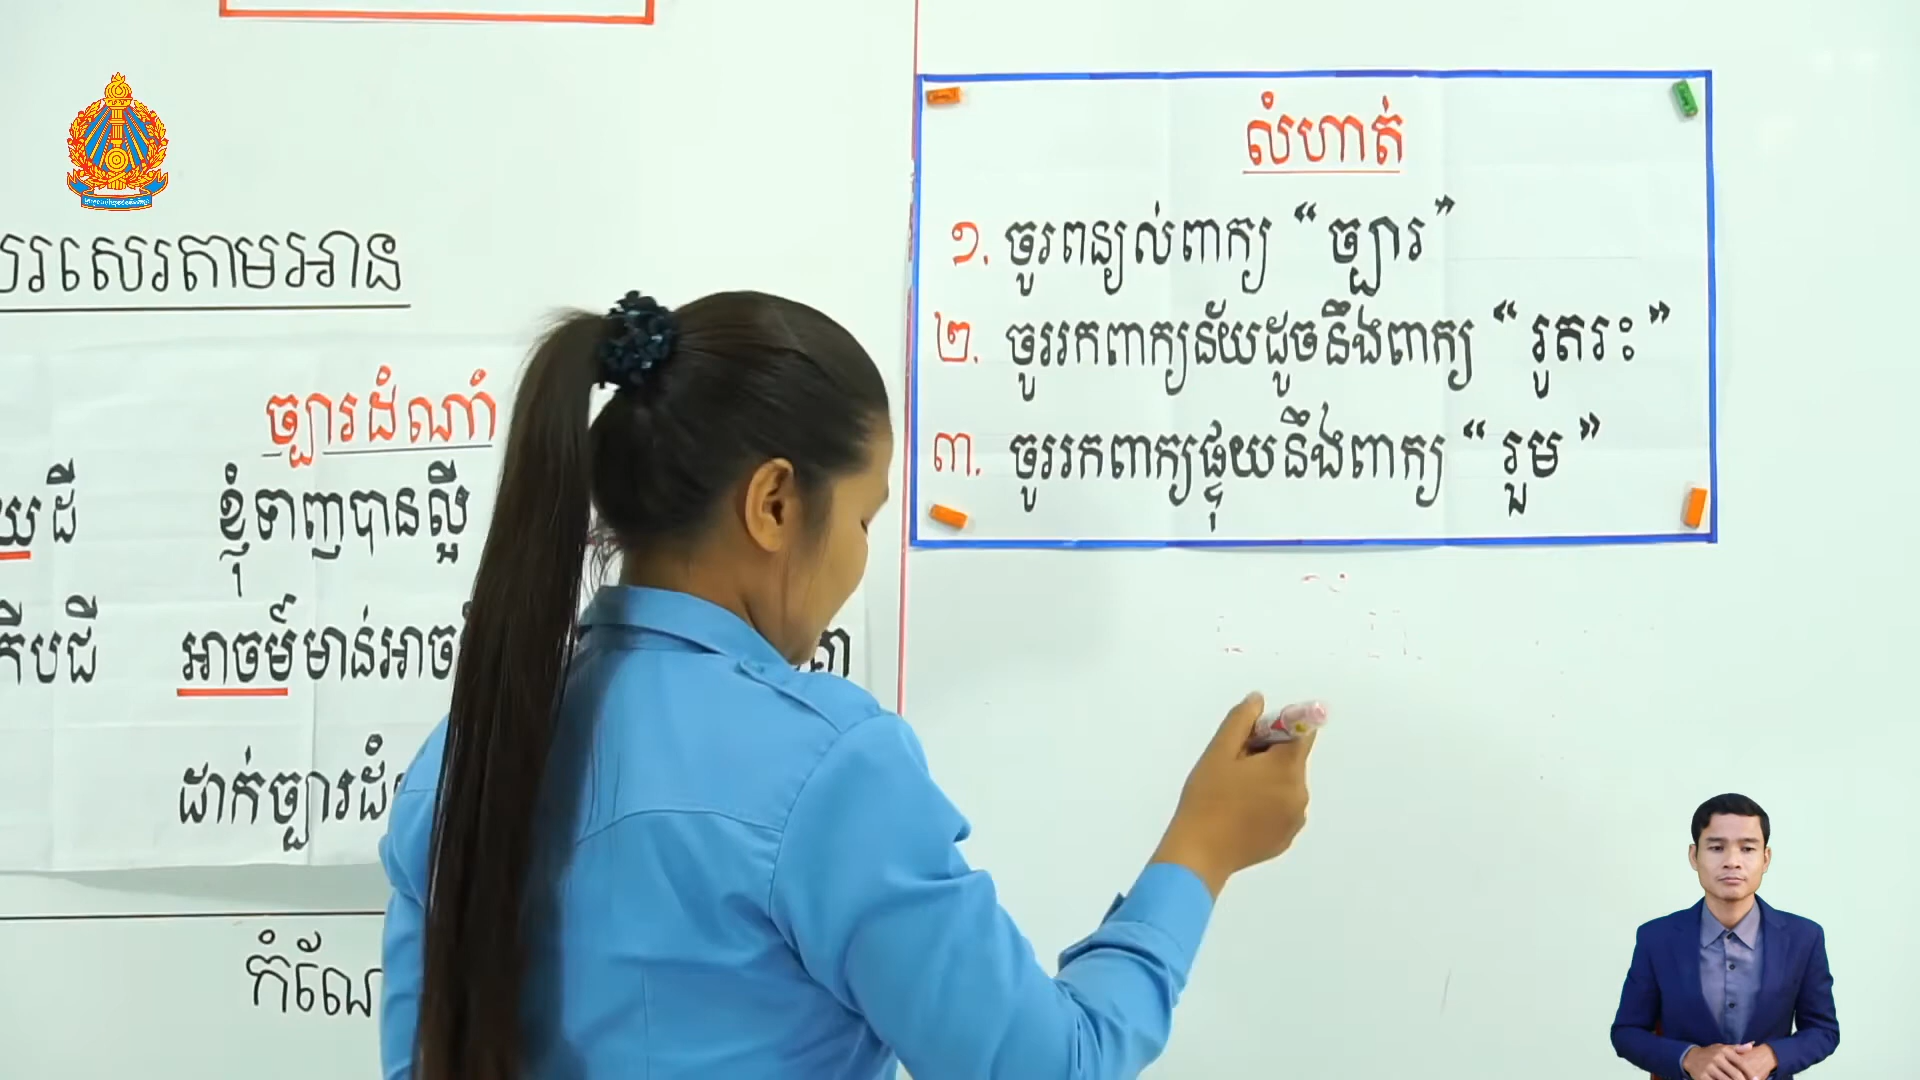 សរសេរតាមអាន
ច្បារដំណាំ
ដី ខ្ញុំទាញបានល្អី
អាចម៍មាន់អាច
ដាក់ច្បារដំ
កំណែ
លំហាត់
១. ចូរពន្យល់ពាក្យ “ច្បារ”
២. ចូររកពាក្យន័យដូចនឹងពាក្យ “រូតរះ”
៣. ចូររកពាក្យផ្ទុយនឹងពាក្យ “រួម”